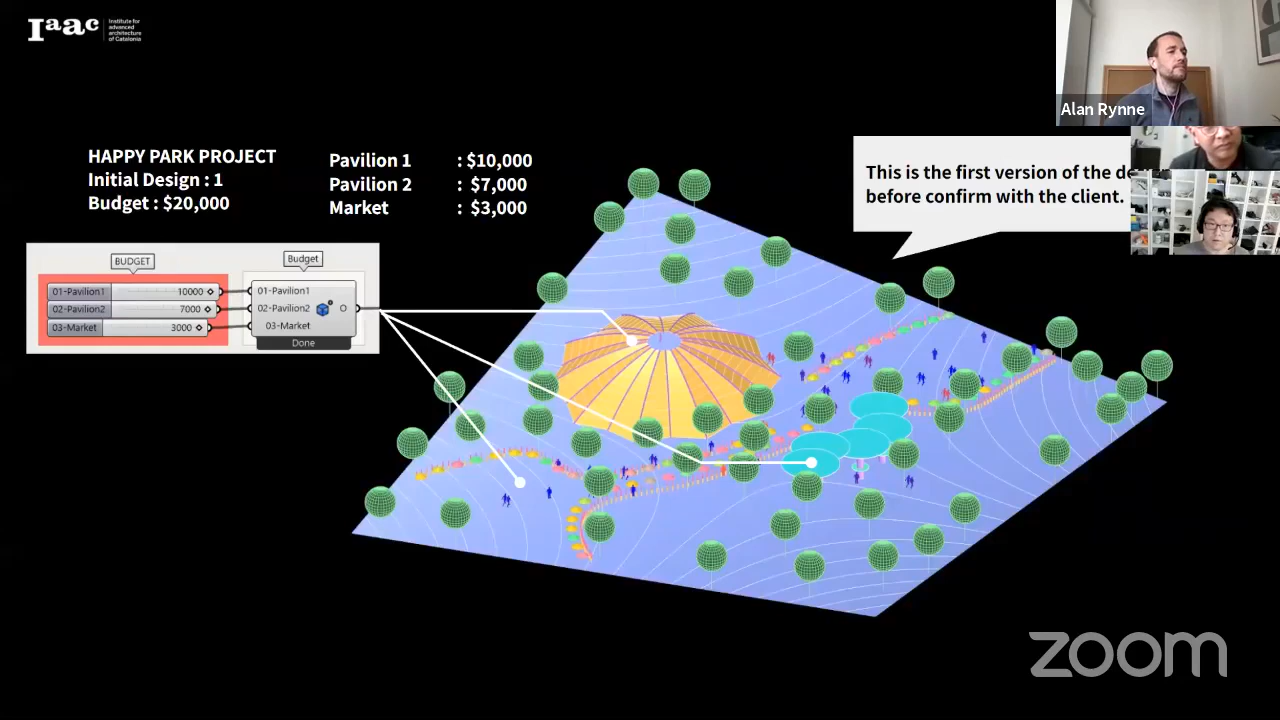 Iaac
Institute for
advanced
architecture
of Catalonia
Alan Rynne
HAPPY PARK PROJECT
Initial Design : 1
Budget : $20,000
Pavilion 1 : $10,000
Pavilion 2 : $7,000
Market : $3,000
This is the first version of the
before confirm with the client.
BUDGET
01-Pavilion1 10000
02-Pavilion2 7000
03-Market 3000
Budget
01-Pavilion1
02-Pavilion2 O
03-Market
Done
zoom